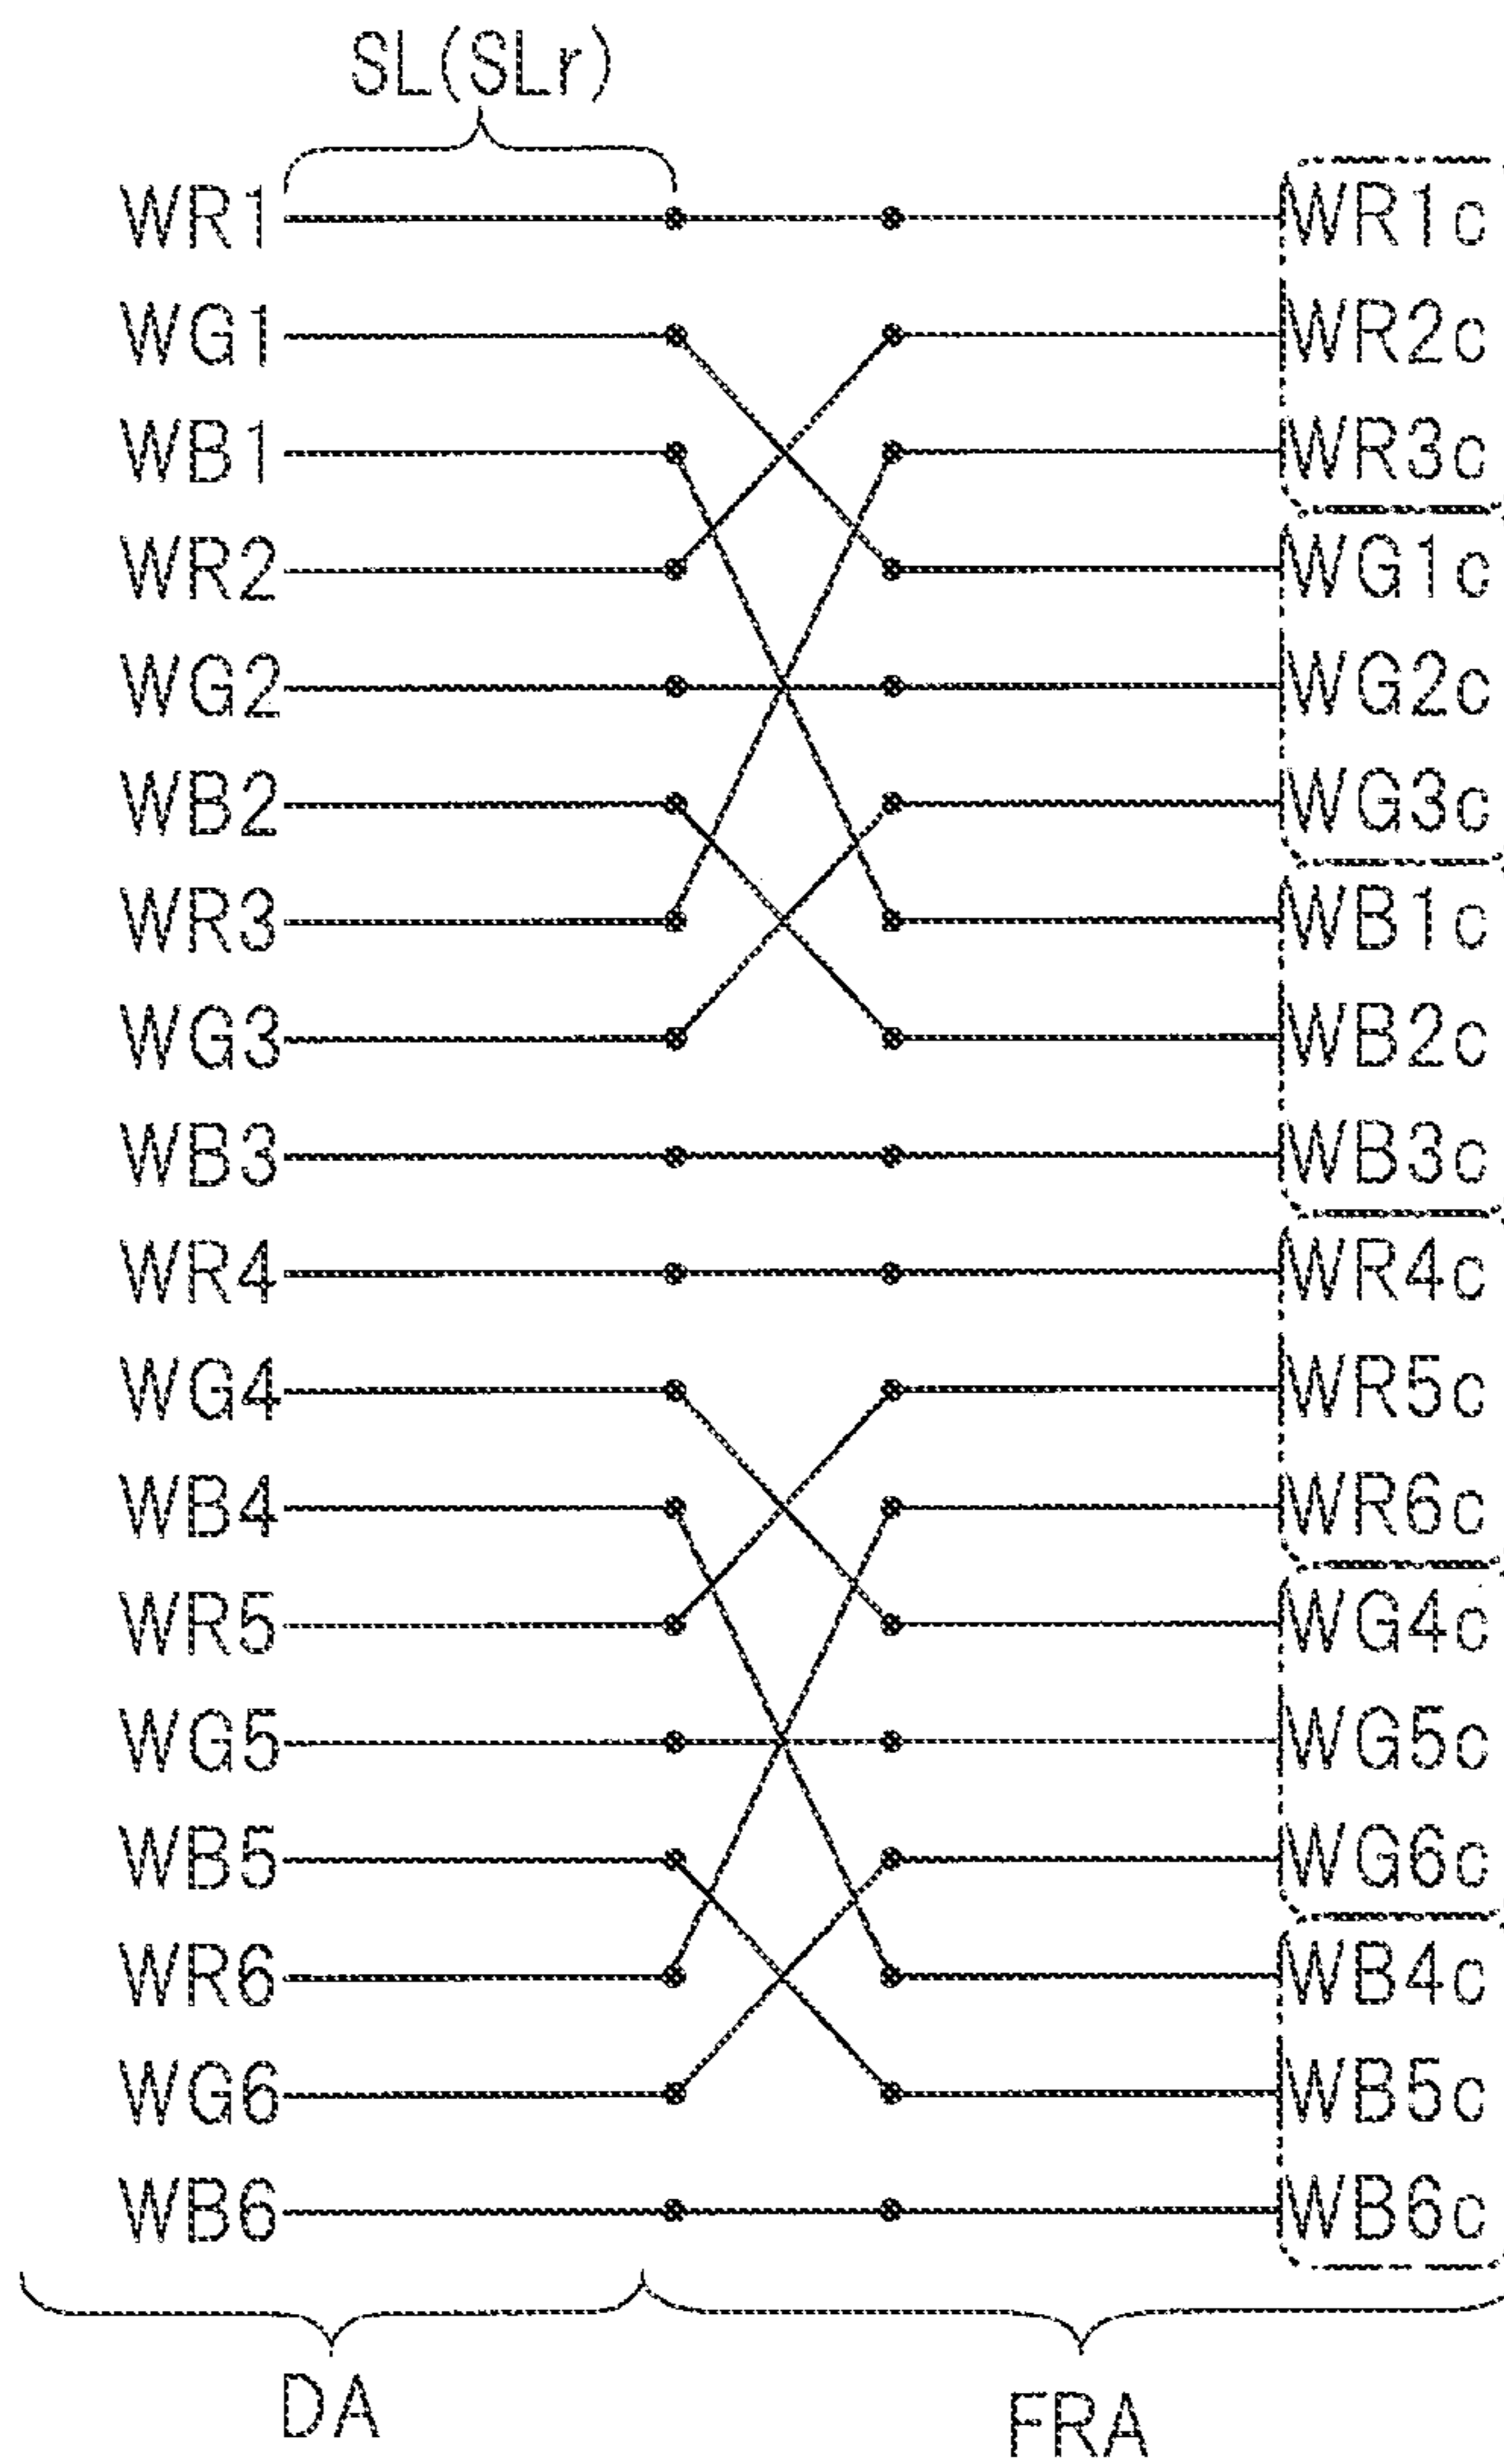 SL(SLr)
WR1 WR1c
WG1 WR2c
WB1 WR3c
WR2 WG1c
WG2 WG2c
WB2 WG3c
WR3 WB1c
WG3 WB2c
WB3 WB3c
WR4 WR4c
WG4 WR5c
WB4 WR6c
WR5 WG4c
WG5 WG5c
WB5 WG6c
WR6 WB4c
WG6 WB5c
WB6 WB6c
DA FRA